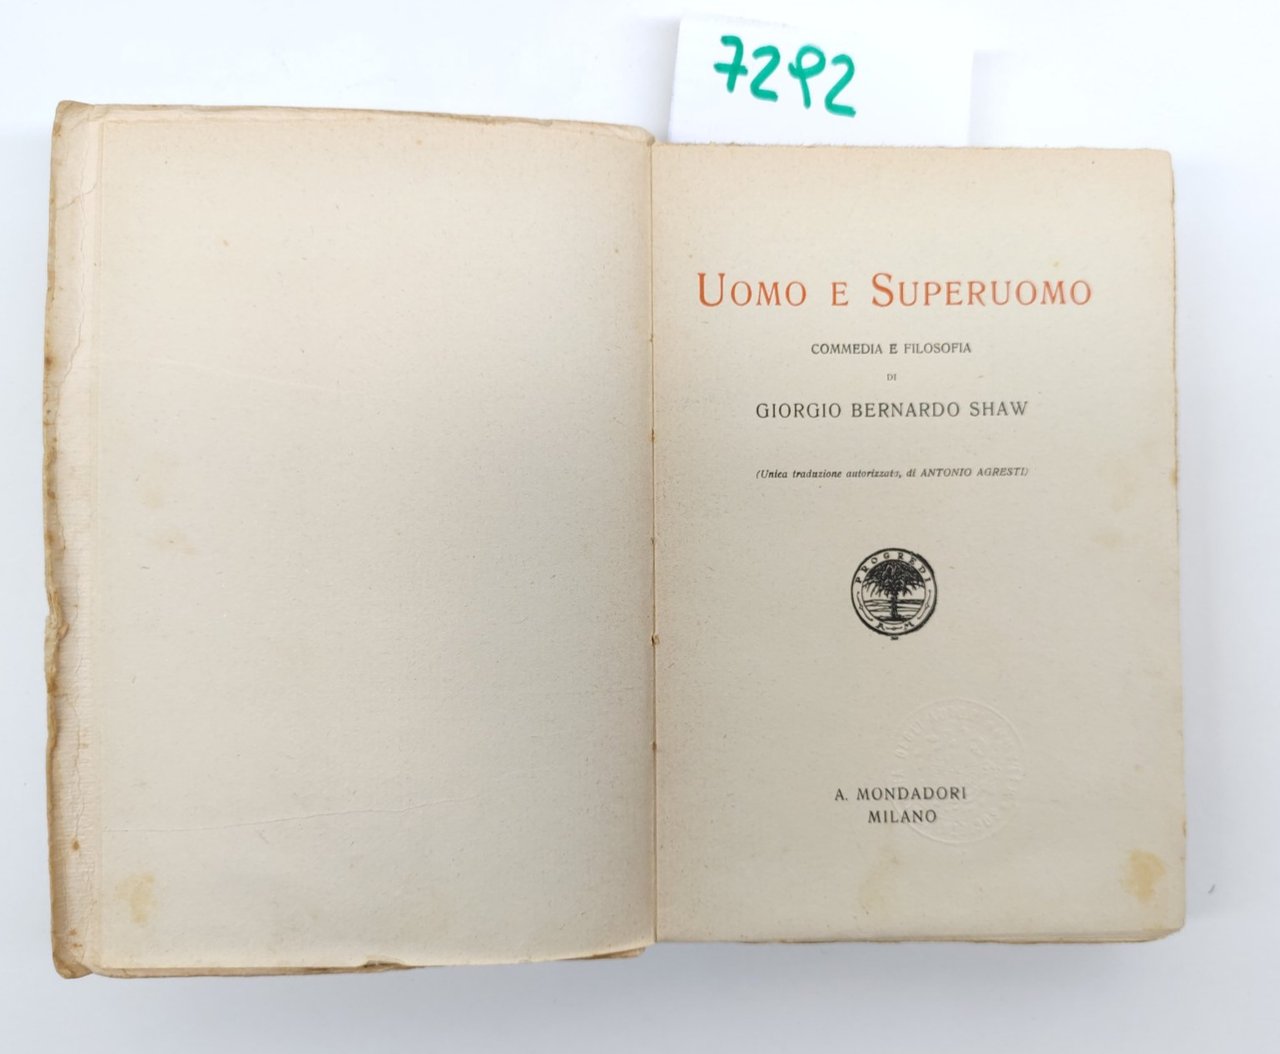 7292
UOMO E SUPERUOMO
COMMEDIA E FILOSOFIA
DI
GIORGIO BERNARDO SHAW
(Unica traduzione autorizzata, di ANTONIO AGRESTI)
PROGREDI
A M
A. MONDADORI
MILANO